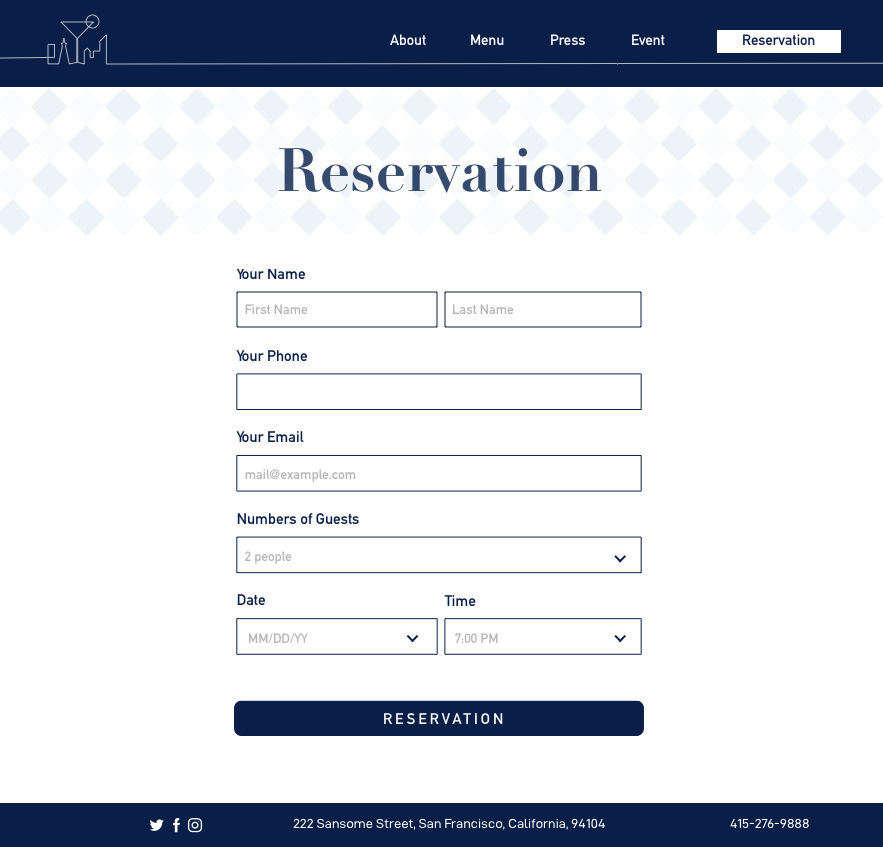 About Menu Press Event Reservation
Reservation
Your Name
First Name Last Name
Your Phone
Your Email
mail@example.com
Numbers of Guests
2 people
Date Time
MM/DD/YY 7:00 PM
RESERVATION
222 Sansome Street, San Francisco, California, 94104 415-276-9888